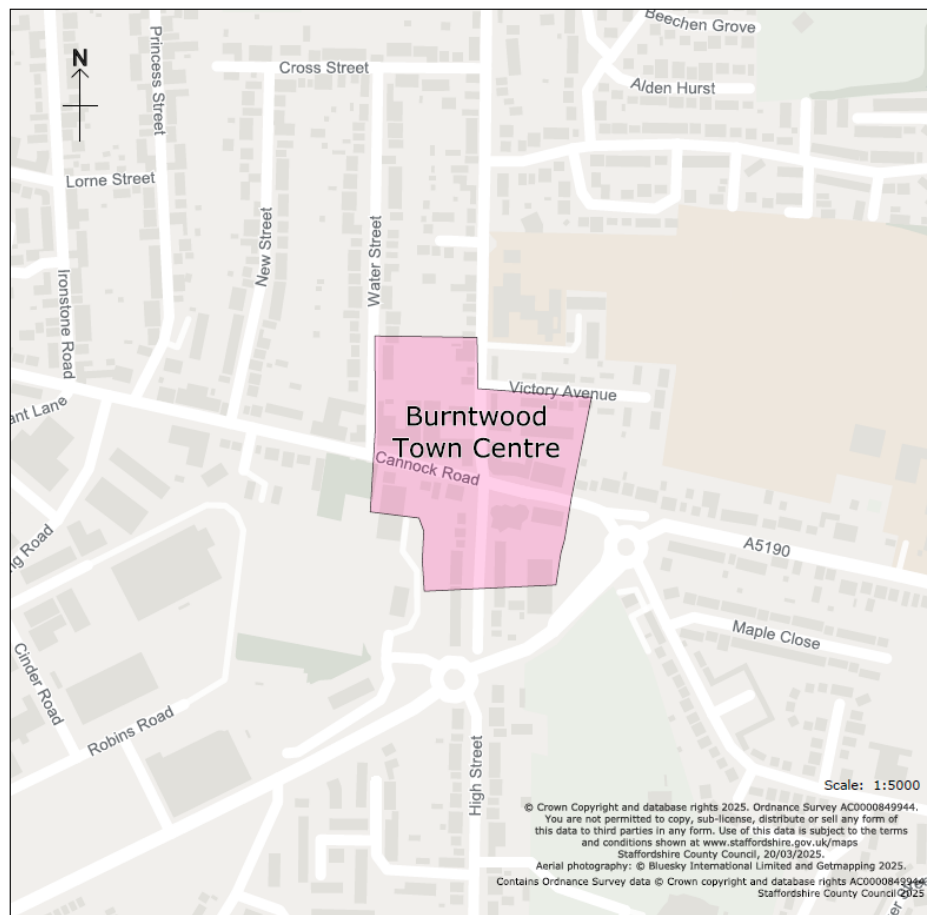 Beechen Grove
N
Princess Street
Cross Street
Alden Hurst
Lorne Street
New Street
Water Street
Ironstone Road
Victory Avenue
ant Lane
Burntwood
Town Centre
Cannock Road
ng Road
A5190
Maple Close
Cinder Road
Robins Road
High Street
Scale: 1:5000
© Crown Copyright and database rights 2025. Ordnance Survey AC0000849944.
You are not permitted to copy, sub-license, distribute or sell any form of
this data to third parties in any form. Use of this data is subject to the terms
and conditions shown at www.staffordshire.gov.uk/maps
Staffordshire County Council, 20/03/2025.
Aerial photography: © Bluesky International Limited and Getmapping 2025.
Contains Ordnance Survey data © Crown copyright and database rights AC0000849944
Staffordshire County Council 2025